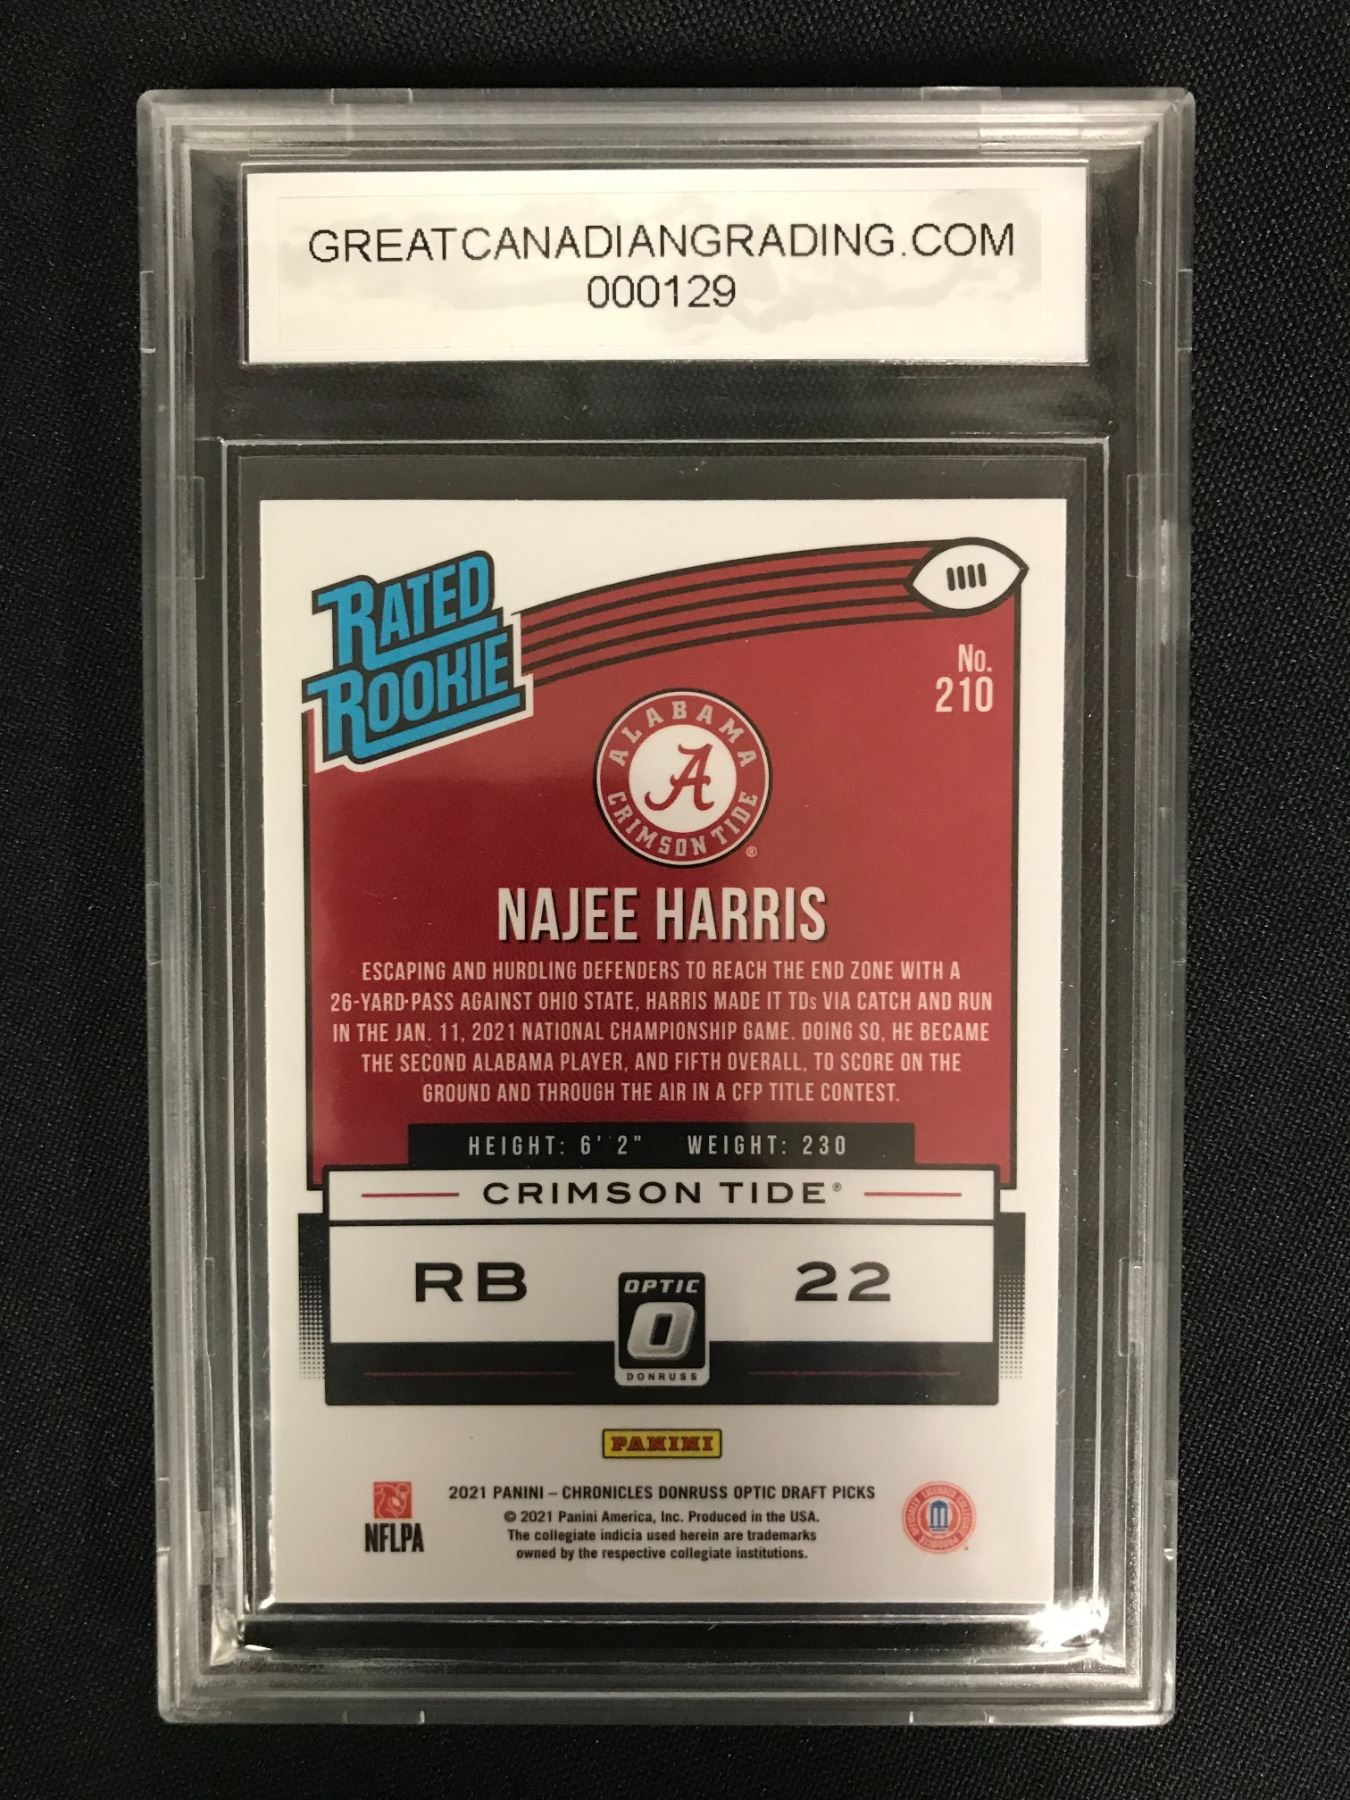 GREATCANADIANGRADING.COM
000129
RATED
ROOKIE
No.
210
ALABAMA
A
CRIMSON TIDE®
NAJEE HARRIS
ESCAPING AND HURDLING DEFENDERS TO REACH THE END ZONE WITH A
26-YARD-PASS AGAINST OHIO STATE, HARRIS MADE IT TDs VIA CATCH AND RUN
IN THE JAN. 11, 2021 NATIONAL CHAMPIONSHIP GAME. DOING SO, HE BECAME
THE SECOND ALABAMA PLAYER, AND FIFTH OVERALL, TO SCORE ON THE
GROUND AND THROUGH THE AIR IN A CFP TITLE CONTEST.
HEIGHT: 6' 2" WEIGHT: 230
CRIMSON TIDE®
RB 22
OPTIC
O
DONRUSS
PANINI
2021 PANINI – CHRONICLES DONRUSS OPTIC DRAFT PICKS
© 2021 Panini America, Inc. Produced in the USA.
The collegiate indicia used herein are trademarks
owned by the respective collegiate institutions.
NFLPA
OFFICIALLY LICENSED COLLEGIATE PRODUCTS